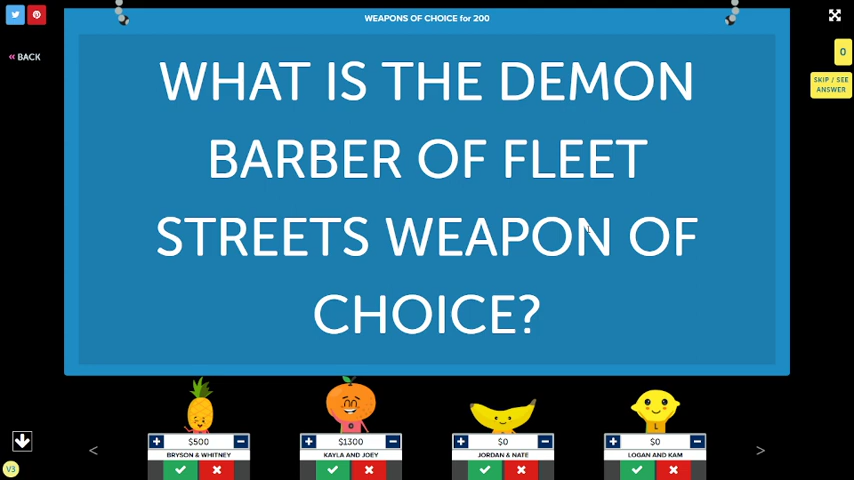 WEAPONS OF CHOICE for 200
« BACK
0
SKIP / SEE
ANSWER
WHAT IS THE DEMON
BARBER OF FLEET
STREETS WEAPON OF
CHOICE?
+ $500 −
BRYSON & WHITNEY
+ $1300 −
KAYLA AND JOEY
+ $0 −
JORDAN & NATE
+ $0 −
LOGAN AND KAM
V3